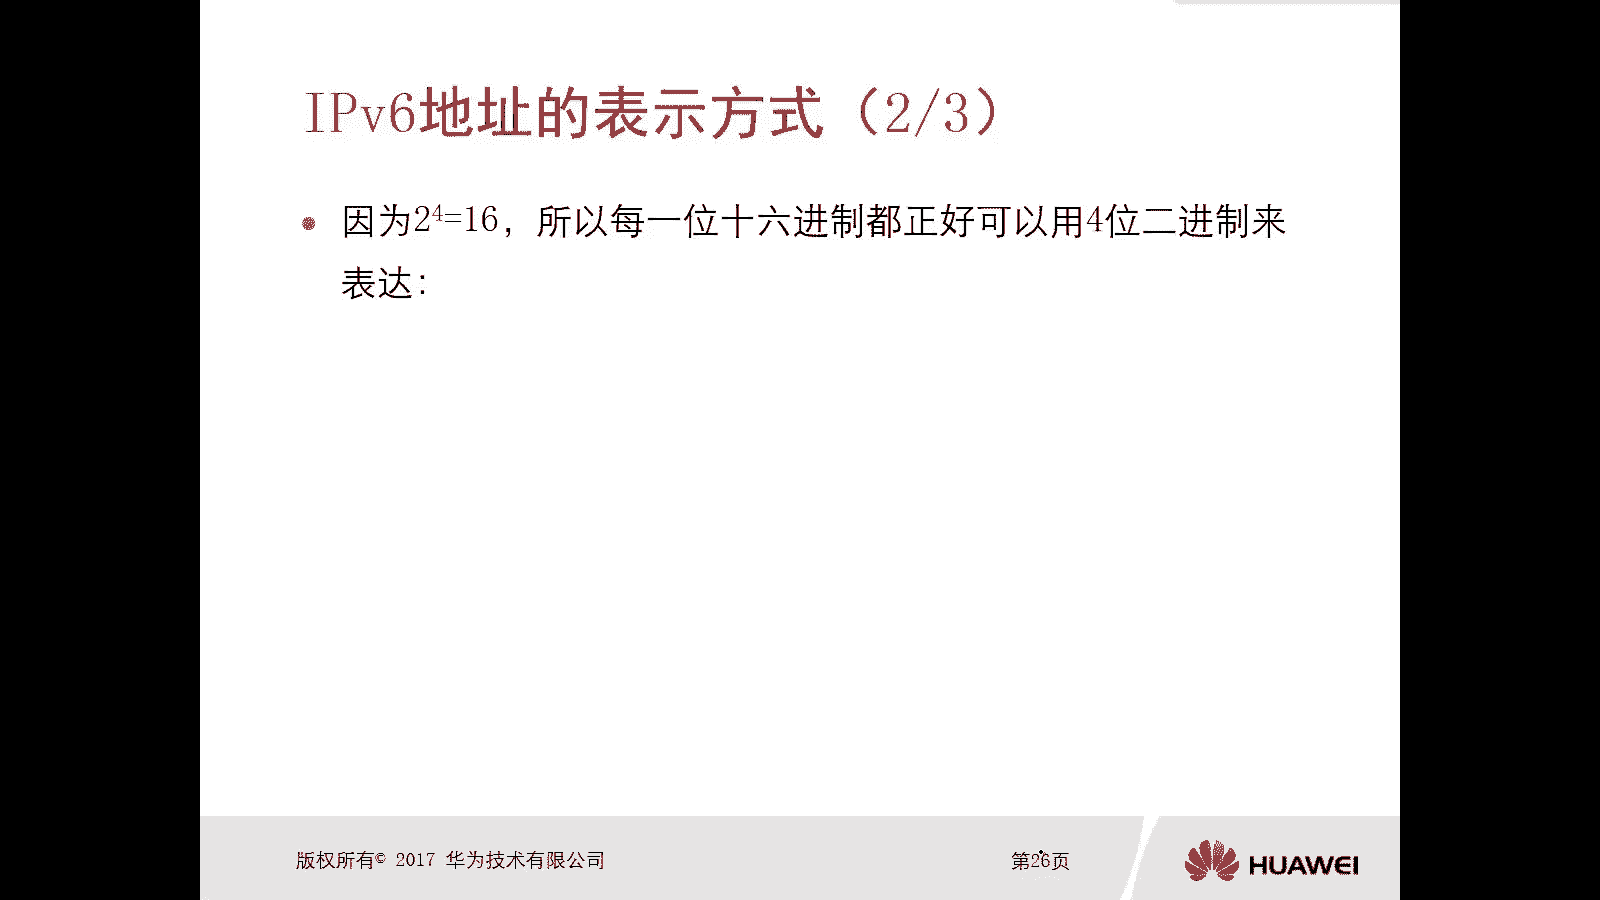 IPv6地址的表示方式（2/3）
因为2⁴=16，所以每一位十六进制都正好可以用4位二进制来
表达：
版权所有© 2017 华为技术有限公司
第26页
HUAWEI